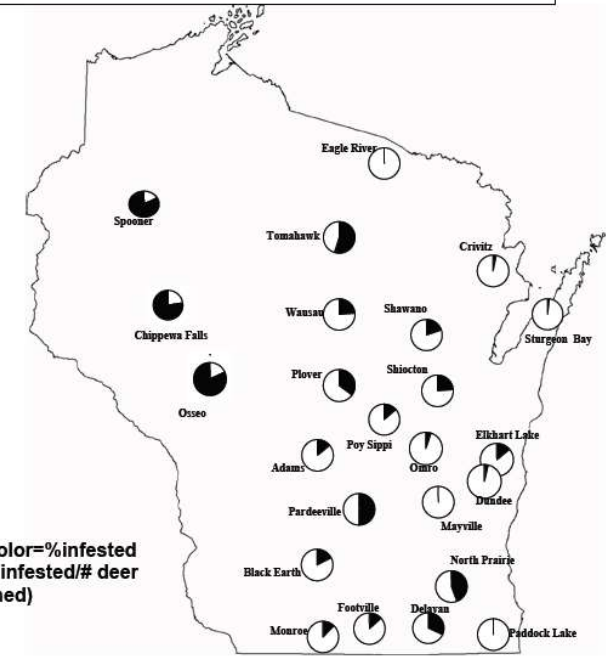 Eagle River
Spooner
Tomahawk
Crivitz
Wausau
Shawano
Chippewa Falls
Sturgeon Bay
Plover
Shiocton
Osseo
Poy Sippi
Elkhart Lake
Adams
Omro
Dundee
Pardeeville
Mayville
olor=%infested
infested/# deer
ned)
North Prairie
Black Earth
Footville
Delavan
Monroe
Paddock Lake